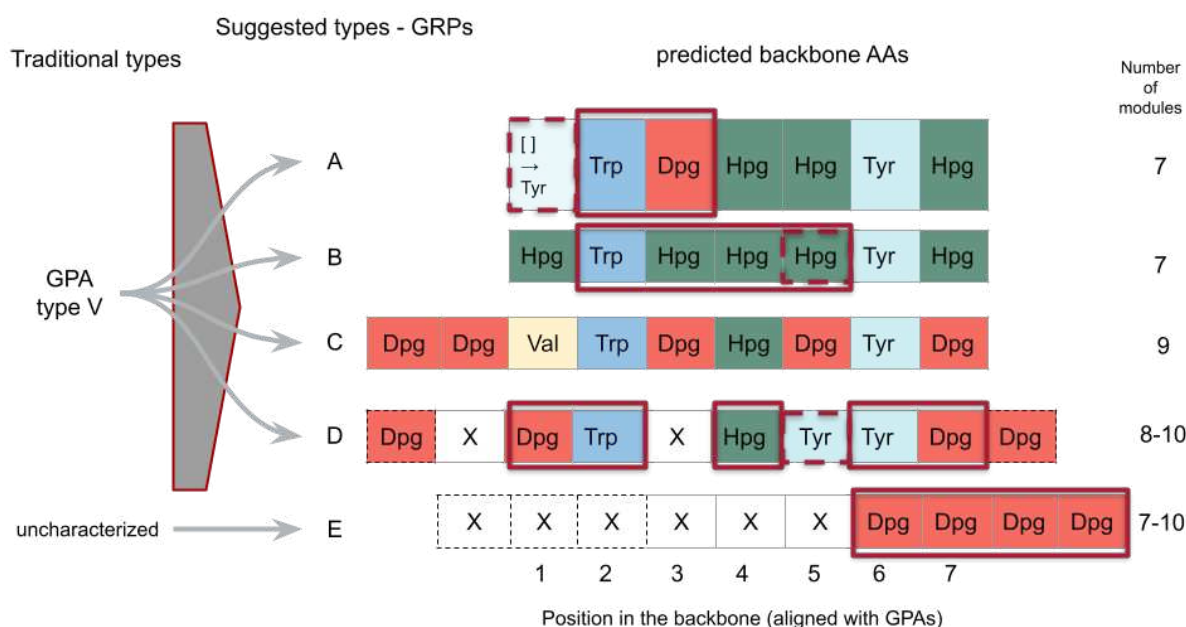 Suggested types - GRPs
Traditional types
predicted backbone AAs
Number
of
modules
A
[ ]
→
Tyr
Trp Dpg Hpg Hpg Tyr Hpg
7
B
Hpg Trp Hpg Hpg Hpg Tyr Hpg
7
GPA
type V
C
Dpg Dpg Val Trp Dpg Hpg Dpg Tyr Dpg
9
D
Dpg X Dpg Trp X Hpg Tyr Tyr Dpg Dpg
8-10
uncharacterized
E
X X X X X X Dpg Dpg Dpg Dpg
7-10
1 2 3 4 5 6 7
Position in the backbone (aligned with GPAs)